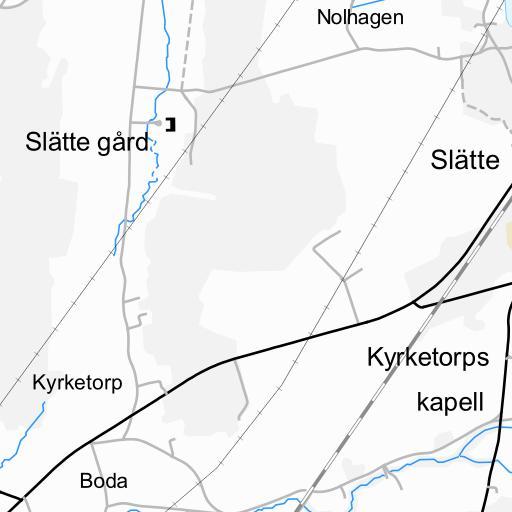 Nolhagen
Slätte gård
Slätte
Kyrketorps
kapell
Kyrketorp
Boda